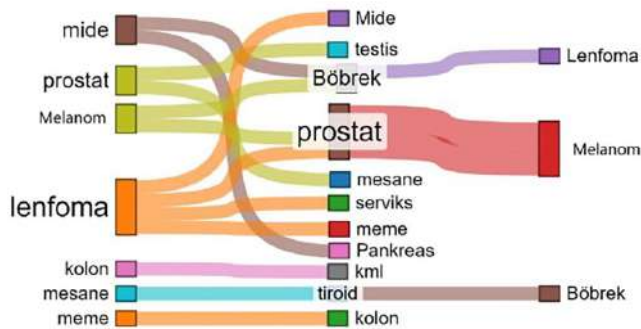 mide
prostat
Melanom
lenfoma
kolon
mesane
meme
Mide
testis
Böbrek
prostat
mesane
serviks
meme
Pankreas
kml
tiroid
kolon
Lenfoma
Melanom
Böbrek